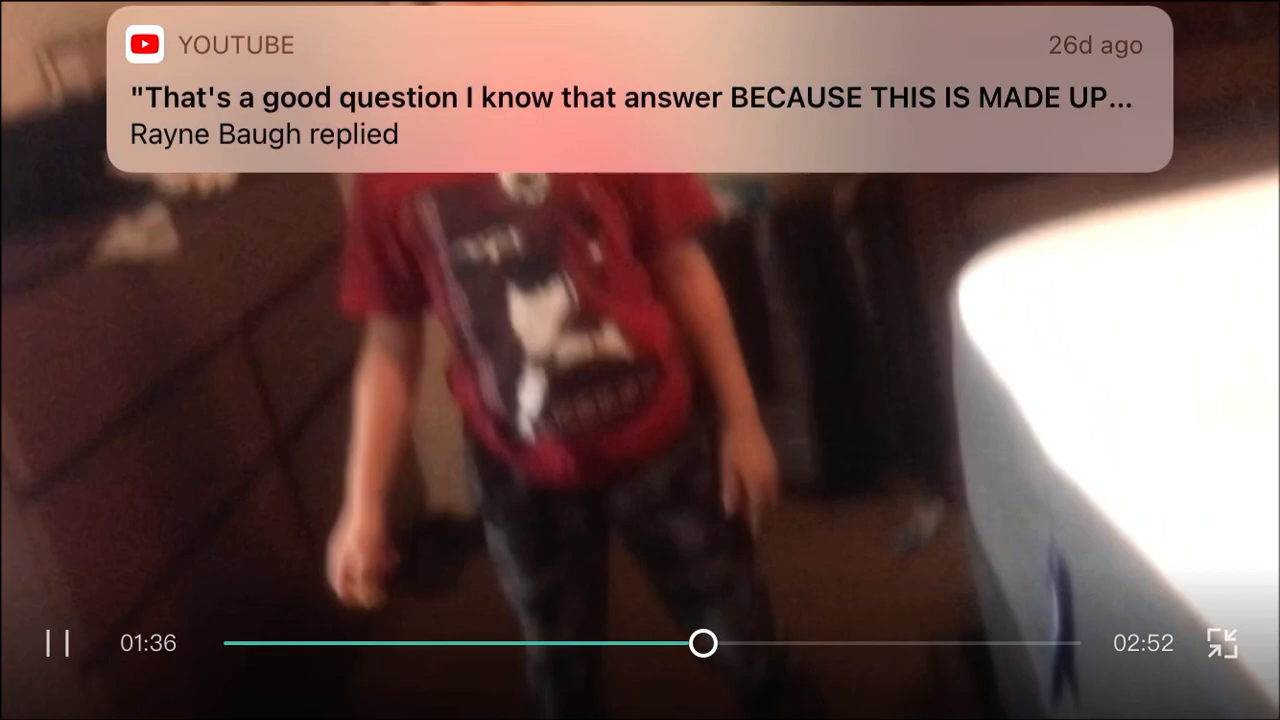 YOUTUBE 26d ago
"That's a good question I know that answer BECAUSE THIS IS MADE UP...
Rayne Baugh replied
01:36 02:52